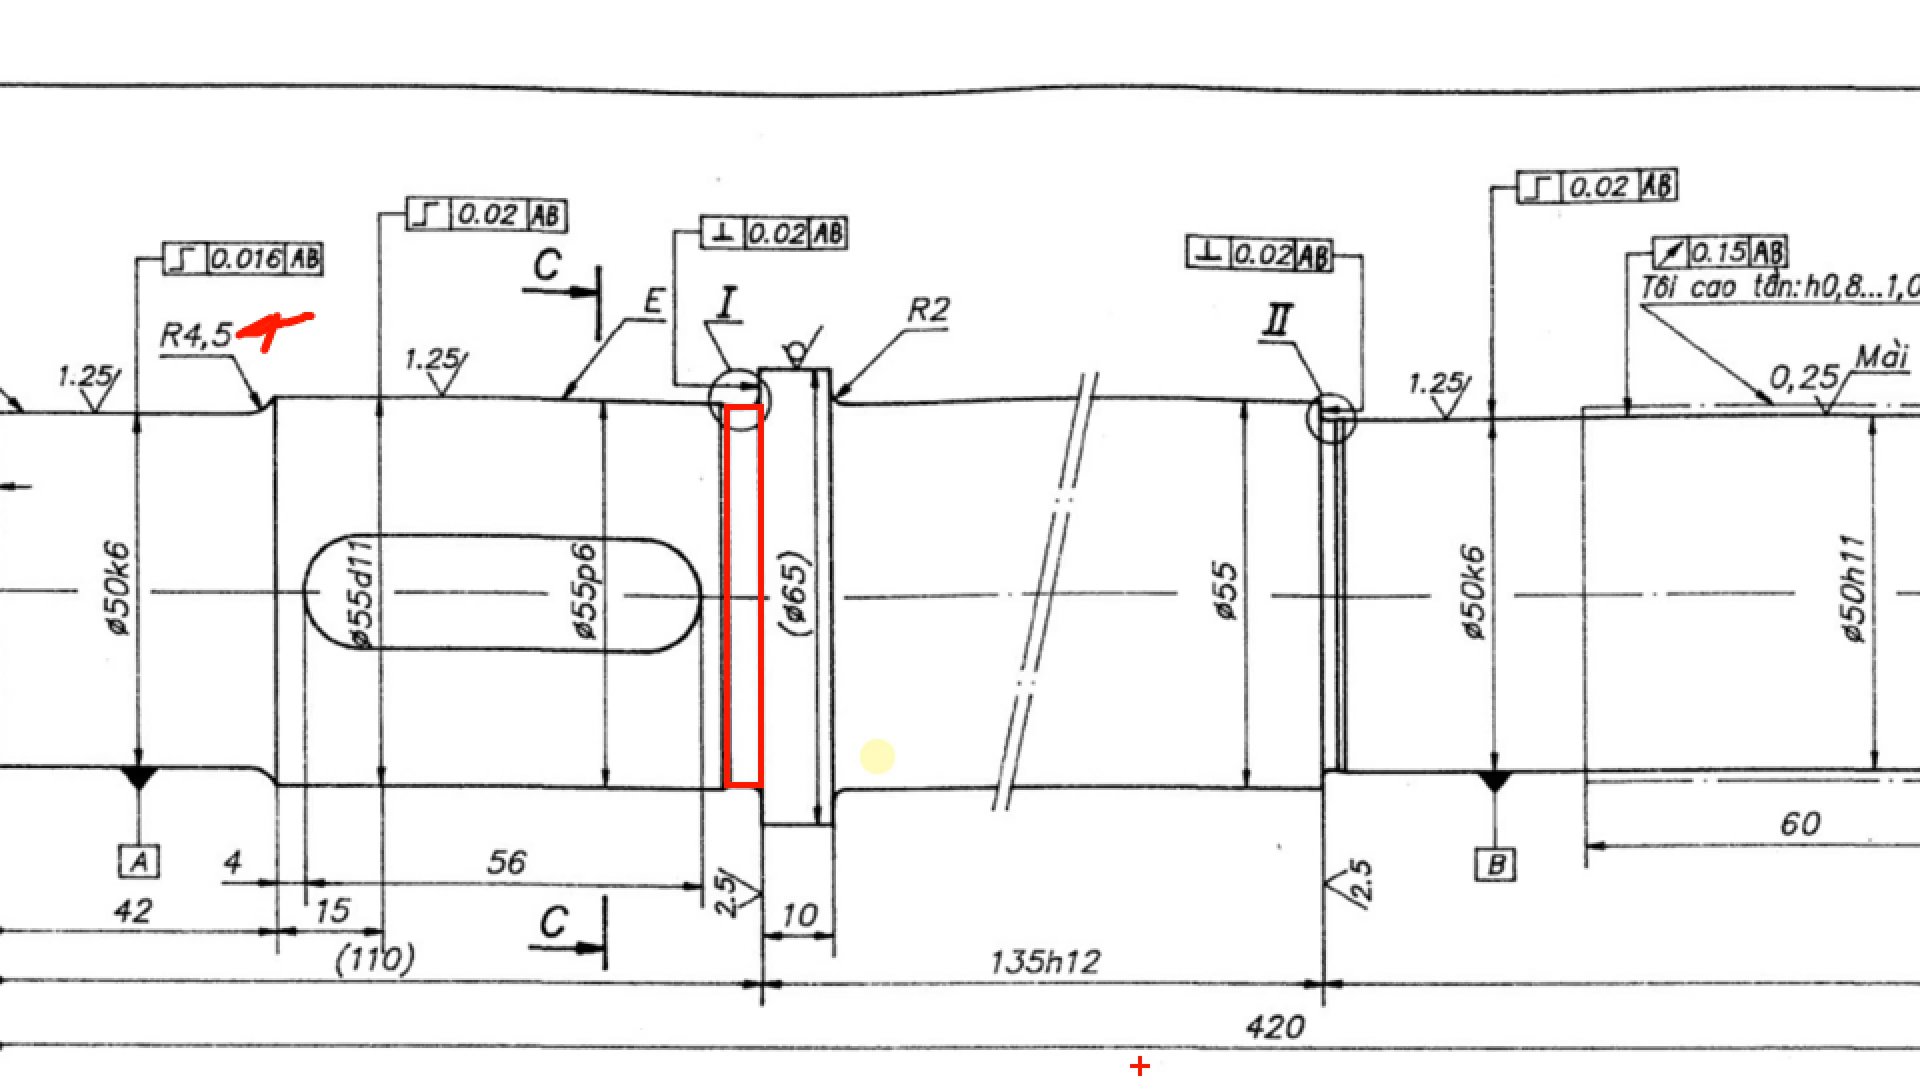 0.02 AB
0.02 AB
0.02 AB
0.016 AB
0.02 AB
0.15 AB
C
E
I
R2
II
Tôi cao tần:h0,8...1,0
R4,5
1.25
1.25
1.25
0,25
Mài
ø50k6
ø55d11
ø55p6
(ø65)
ø55
ø50k6
ø50h11
A
4
56
2.5
2.5
B
60
42
15
C
10
(110)
135h12
420